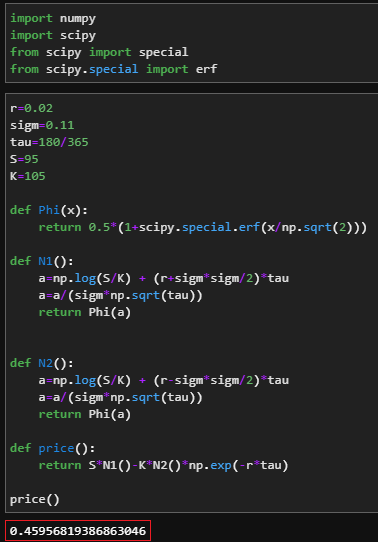 import numpy
import scipy
from scipy import special
from scipy.special import erf
r=0.02
sigm=0.11
tau=180/365
S=95
K=105
def Phi(x):
    return 0.5*(1+scipy.special.erf(x/np.sqrt(2)))
def N1():
    a=np.log(S/K) + (r+sigm*sigm/2)*tau
    a=a/(sigm*np.sqrt(tau))
    return Phi(a)
def N2():
    a=np.log(S/K) + (r-sigm*sigm/2)*tau
    a=a/(sigm*np.sqrt(tau))
    return Phi(a)
def price():
    return S*N1()-K*N2()*np.exp(-r*tau)
price()
0.45956819386863046